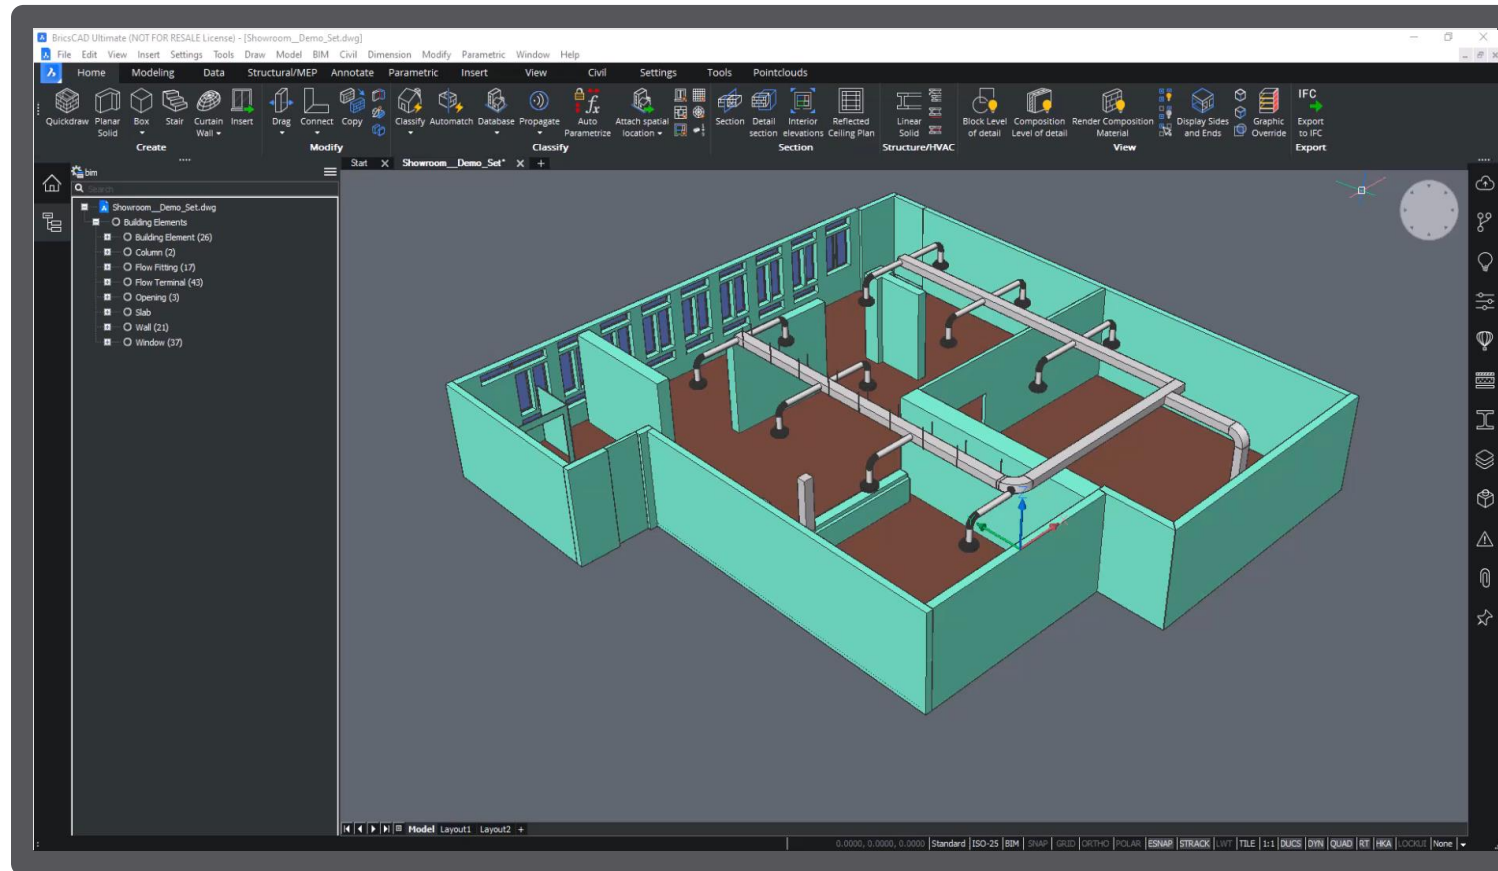 BricsCAD Ultimate (NOT FOR RESALE License) - [Showroom__Demo_Set.dwg]
File Edit View Insert Settings Tools Draw Model BIM Civil Dimension Modify Parametric Window Help
Home Modeling Data Structural/MEP Annotate Parametric Insert View Civil Settings Tools Pointclouds
Quickdraw Planar Solid Box Stair Curtain Wall Insert
Create
Drag Connect Copy
Modify
Classify Automatch Database Propagate Auto Parametrize Attach spatial location
Classify
Section Detail section Interior elevations Reflected Ceiling Plan
Section
Linear Solid
Structure/HVAC
Block Level of detail Composition Level of detail Render Composition Material Display Sides and Ends Graphic Override
View
IFC
Export to IFC
Export
Start X Showroom__Demo_Set* X +
bim
Search
Showroom__Demo_Set.dwg
Building Elements
Building Element (26)
Column (2)
Flow Fitting (17)
Flow Terminal (43)
Opening (3)
Slab
Wall (21)
Window (37)
Model Layout1 Layout2 +
: 0.0000, 0.0000, 0.0000 Standard ISO-25 BIM SNAP GRID ORTHO POLAR ESNAP STRACK LWT TILE 1:1 DUCS DYN QUAD RT HKA LOCKUI None